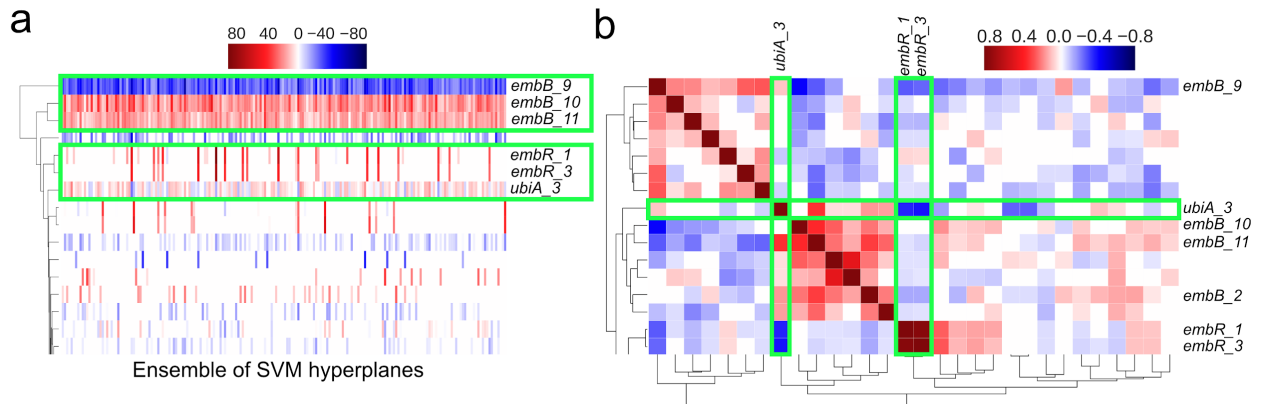 a
80 40 0 −40 −80
embB_9
embB_10
embB_11
embR_1
embR_3
ubiA_3
Ensemble of SVM hyperplanes
b
ubiA_3
embR_1
embR_3
0.8 0.4 0.0 −0.4 −0.8
embB_9
ubiA_3
embB_10
embB_11
embB_2
embR_1
embR_3